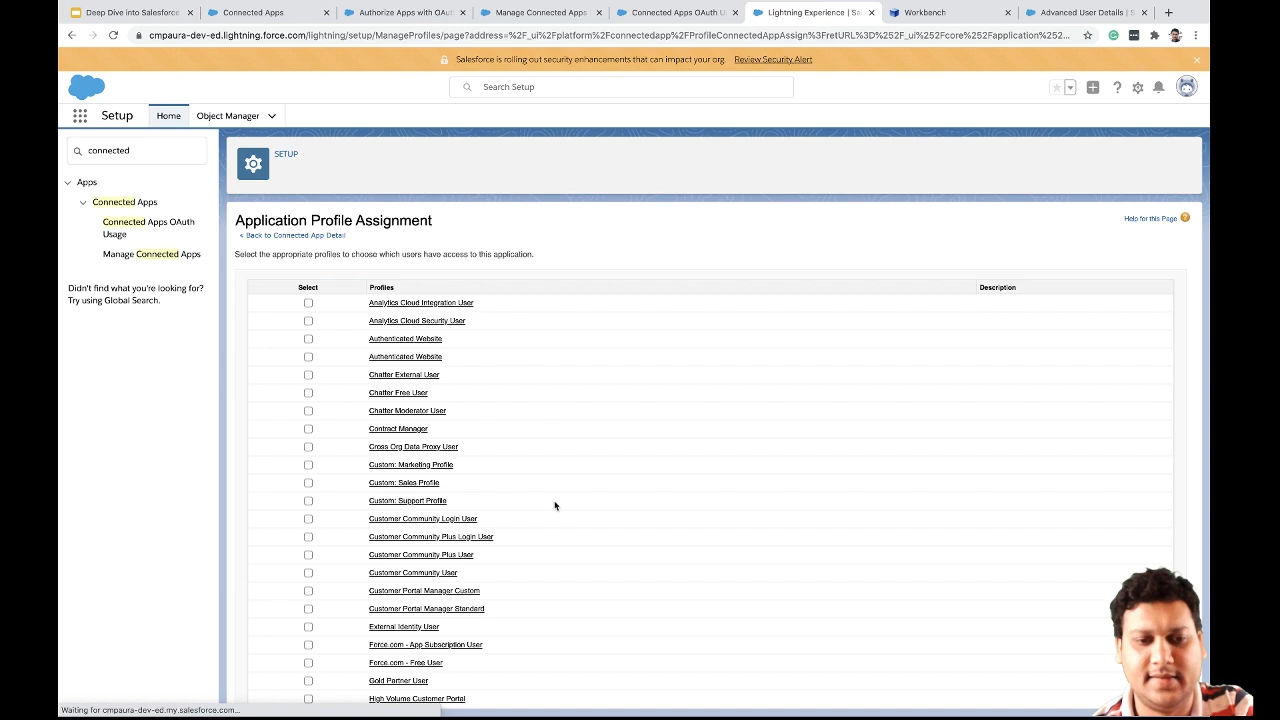 Deep Dive into Salesforce
Connected Apps
Authorize Apps with OAut
Manage Connected Apps
Connected Apps OAuth U
Lightning Experience | Sal
Workbench
Advanced User Details | S
cmpaura-dev-ed.lightning.force.com/lightning/setup/ManageProfiles/page?address=%2F_ui%2Fplatform%2Fconnectedapp%2FProfileConnectedAppAssign%3FretURL%3D%252F_ui%252Fcore%252Fapplication%252...
Salesforce is rolling out security enhancements that can impact your org. Review Security Alert
Search Setup
Setup
Home
Object Manager
connected
Apps
Connected Apps
Connected Apps OAuth
Usage
Manage Connected Apps
Didn't find what you're looking for?
Try using Global Search.
SETUP
Application Profile Assignment
Help for this Page
« Back to Connected App Detail
Select the appropriate profiles to choose which users have access to this application.
Select Profiles Description
Analytics Cloud Integration User
Analytics Cloud Security User
Authenticated Website
Authenticated Website
Chatter External User
Chatter Free User
Chatter Moderator User
Contract Manager
Cross Org Data Proxy User
Custom: Marketing Profile
Custom: Sales Profile
Custom: Support Profile
Customer Community Login User
Customer Community Plus Login User
Customer Community Plus User
Customer Community User
Customer Portal Manager Custom
Customer Portal Manager Standard
External Identity User
Force.com - App Subscription User
Force.com - Free User
Gold Partner User
High Volume Customer Portal
Waiting for cmpaura-dev-ed.my.salesforce.com...